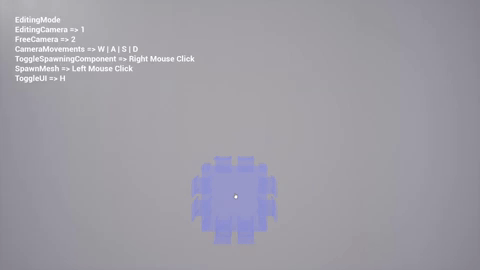 EditingMode
EditingCamera => 1
FreeCamera => 2
CameraMovements => W | A | S | D
ToggleSpawningComponent => Right Mouse Click
SpawnMesh => Left Mouse Click
ToggleUI => H